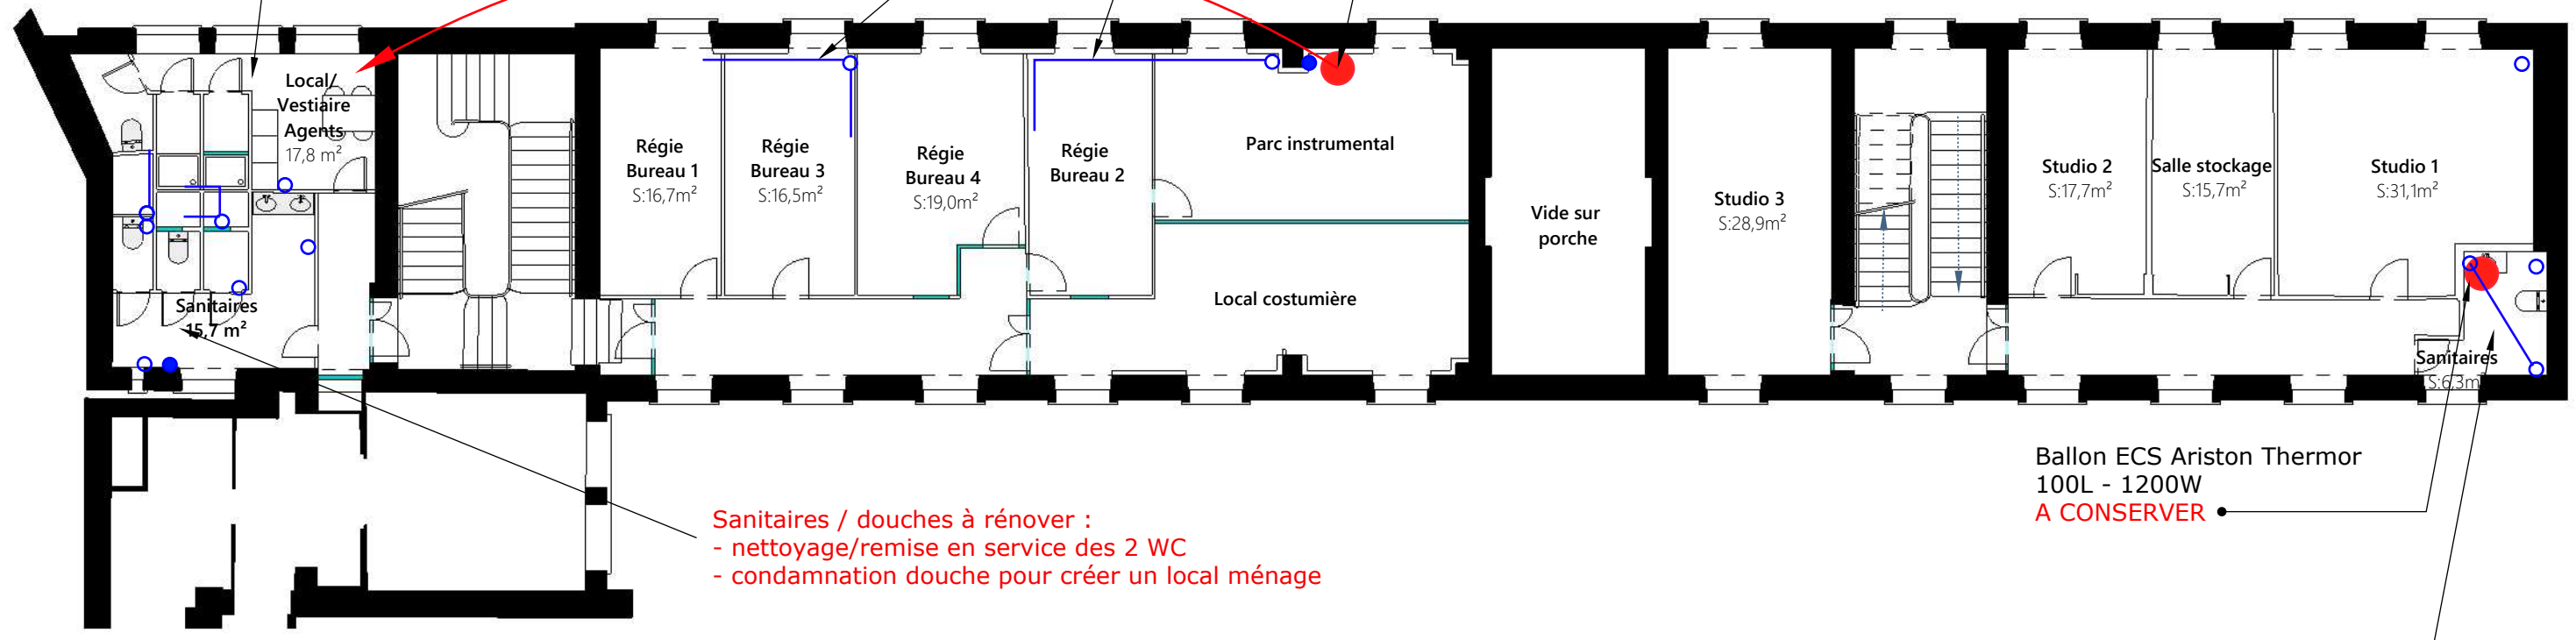 Local/
Vestiaire
Agents
17,8 m²
Sanitaires
15,7 m²
Régie
Bureau 1
S:16,7m²
Régie
Bureau 3
S:16,5m²
Régie
Bureau 4
S:19,0m²
Régie
Bureau 2
Parc instrumental
Local costumière
Vide sur
porche
Studio 3
S:28,9m²
Studio 2
S:17,7m²
Salle stockage
S:15,7m²
Studio 1
S:31,1m²
Sanitaires
S:6,3m²
Sanitaires / douches à rénover :
- nettoyage/remise en service des 2 WC
- condamnation douche pour créer un local ménage
Ballon ECS Ariston Thermor
100L - 1200W
A CONSERVER